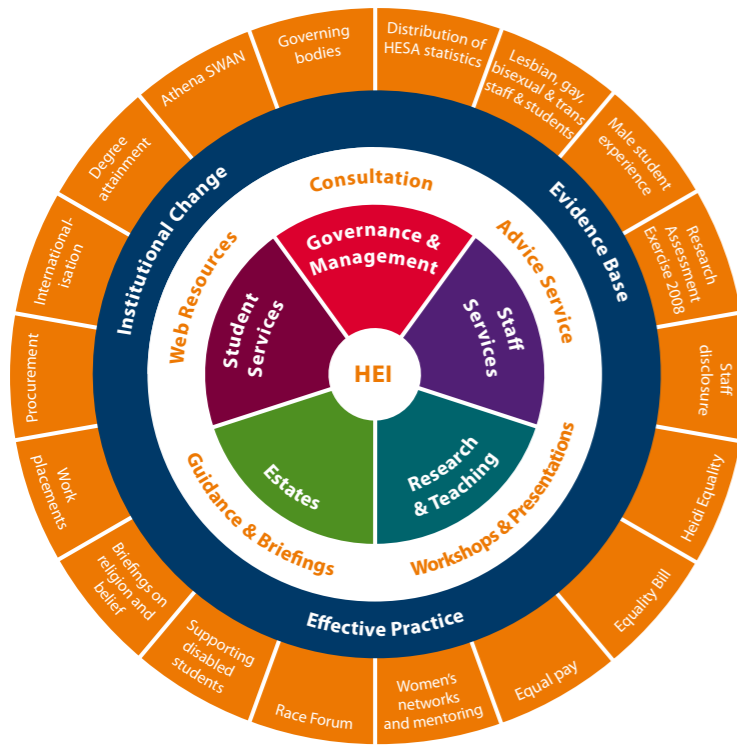 Distribution of
HESA statistics
Lesbian, gay,
bisexual & trans
staff & students
Male student
experience
Research
Assessment
Exercise 2008
Staff
disclosure
Heidi Equality
Equality Bill
Equal pay
Women's
networks
and mentoring
Race Forum
Supporting
disabled
students
Briefings on
religion and
belief
Work
placements
Procurement
International-
isation
Degree
attainment
Athena SWAN
Governing
bodies
Institutional Change
Evidence Base
Effective Practice
Consultation
Advice Service
Workshops & Presentations
Guidance & Briefings
Web Resources
Governance &
Management
Staff
Services
Research
& Teaching
Estates
Student
Services
HEI